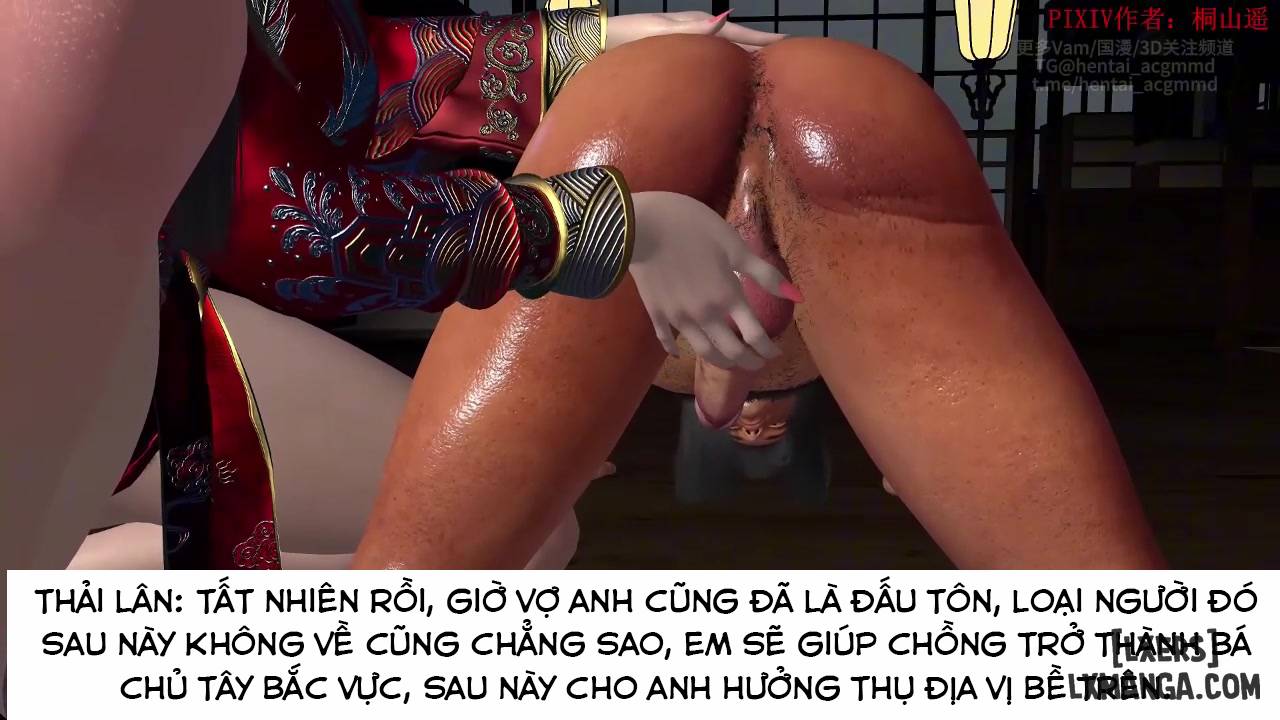 PIXIV作者：桐山遥
更多Vam/国漫/3D关注频道
TG@hentai_acgmmd
t.me/hentai_acgmmd
THẢI LÂN: TẤT NHIÊN RỒI, GIỜ VỢ ANH CŨNG ĐÃ LÀ ĐẤU TÔN, LOẠI NGƯỜI ĐÓ
SAU NÀY KHÔNG VỀ CŨNG CHẲNG SAO, EM SẼ GIÚP CHỒNG TRỞ THÀNH BÁ
CHỦ TÂY BẮC VỰC, SAU NÀY CHO ANH HƯỞNG THỤ ĐỊA VỊ BỀ TRÊN.
[LXERS]
LXMANGA.COM